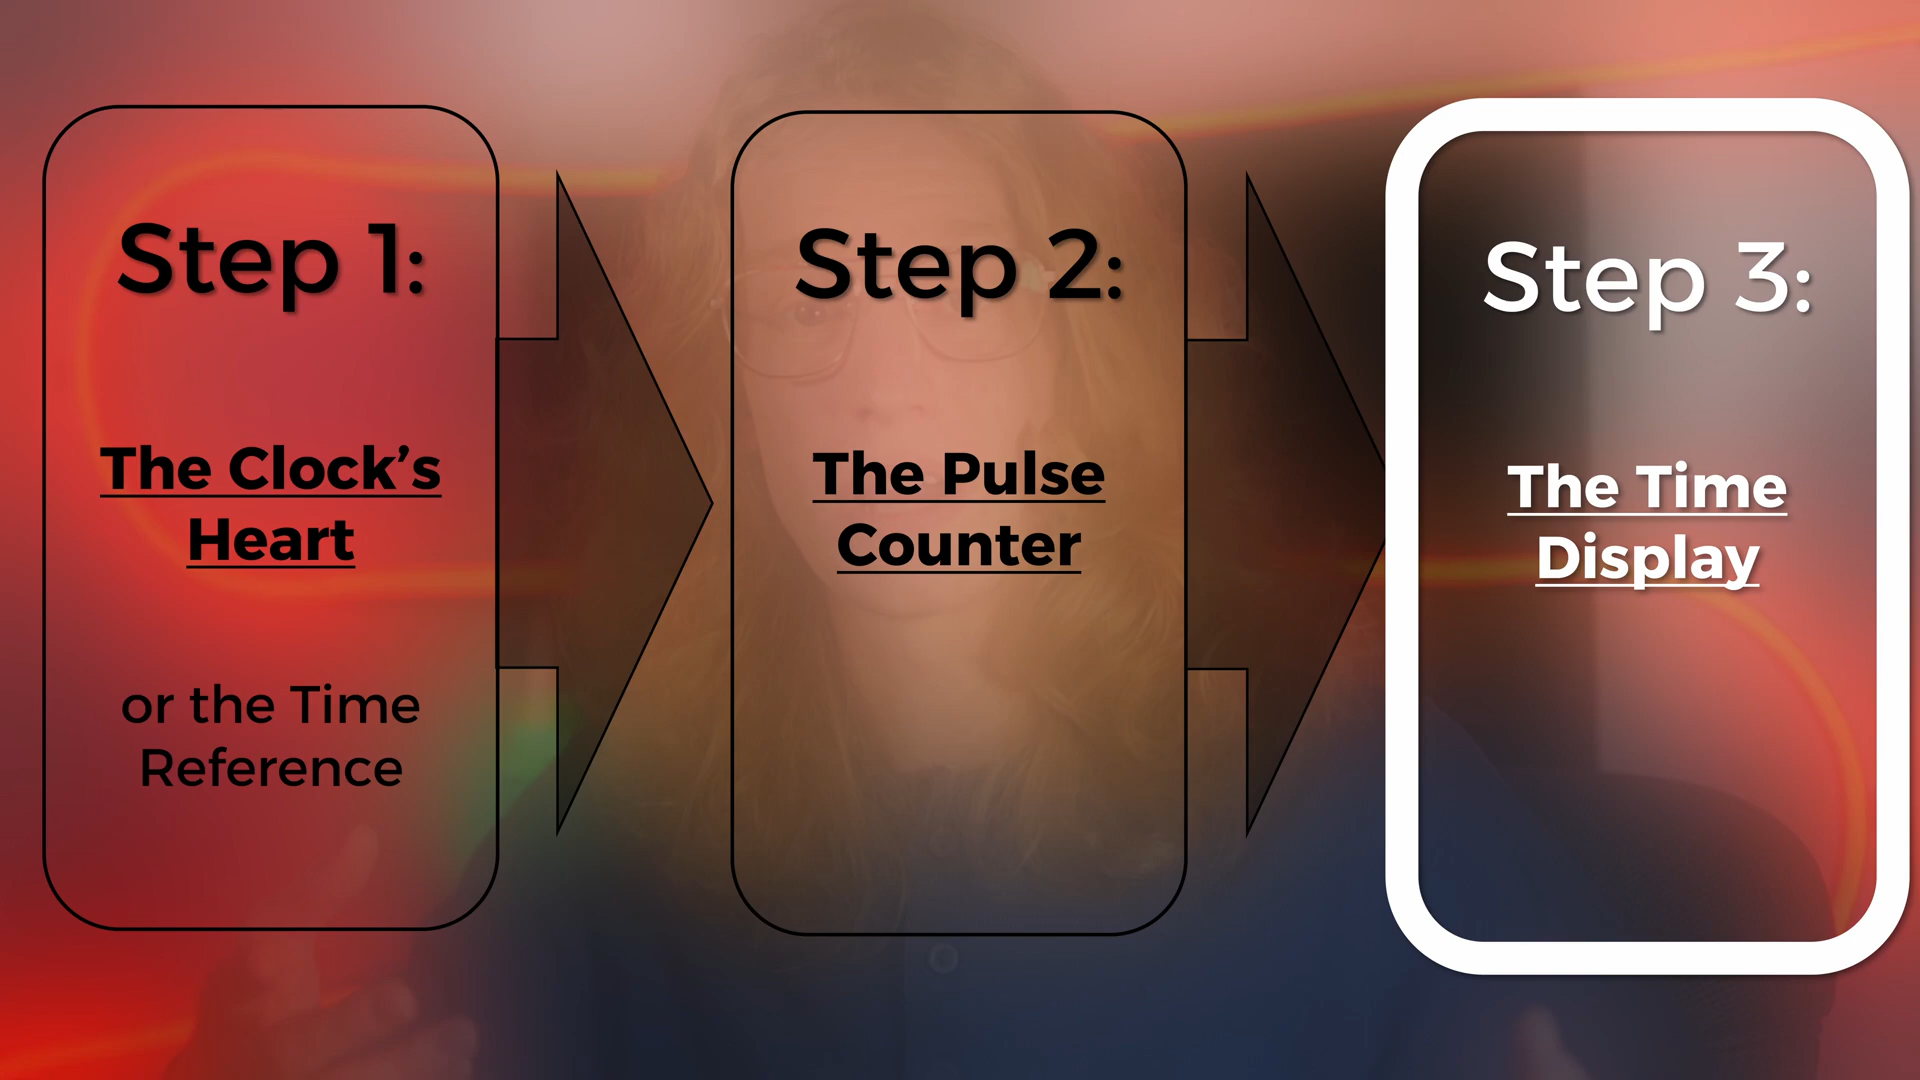 Step 1:
The Clock’s
Heart
or the Time
Reference
Step 2:
The Pulse
Counter
Step 3:
The Time
Display